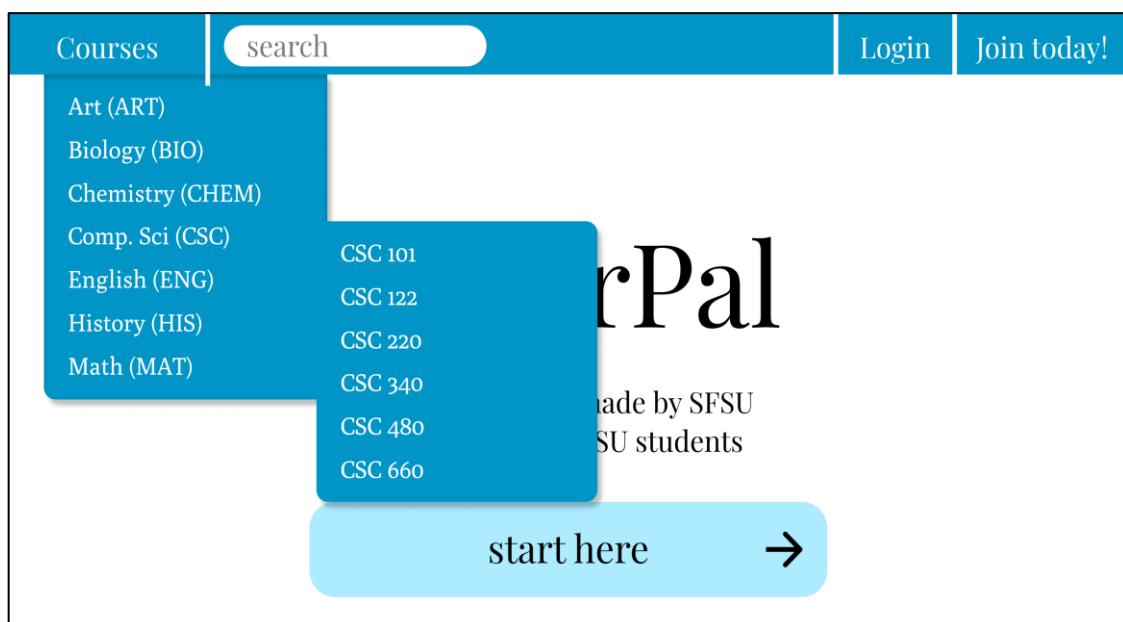 Courses
search
Login
Join today!
Art (ART)
Biology (BIO)
Chemistry (CHEM)
Comp. Sci (CSC)
English (ENG)
History (HIS)
Math (MAT)
CSC 101
CSC 122
CSC 220
CSC 340
CSC 480
CSC 660
rPal
by SFSU
students
start here